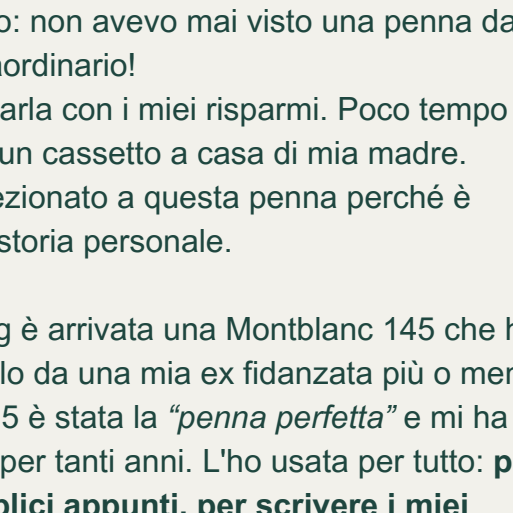 o: non avevo mai visto una penna da
aordinario!
arla con i miei risparmi. Poco tempo
un cassetto a casa di mia madre.
ezionato a questa penna perché è
storia personale.
g è arrivata una Montblanc 145 che h
lo da una mia ex fidanzata più o mer
5 è stata la “penna perfetta” e mi ha
per tanti anni. L'ho usata per tutto: p
plici appunti, per scrivere i miei